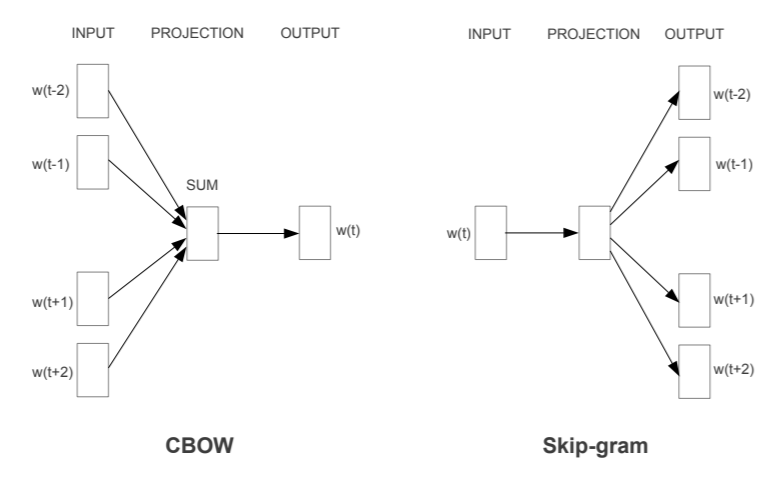 INPUT PROJECTION OUTPUT
w(t-2)
w(t-1)
SUM
w(t)
w(t+1)
w(t+2)
CBOW
INPUT PROJECTION OUTPUT
w(t-2)
w(t-1)
w(t)
w(t+1)
w(t+2)
Skip-gram